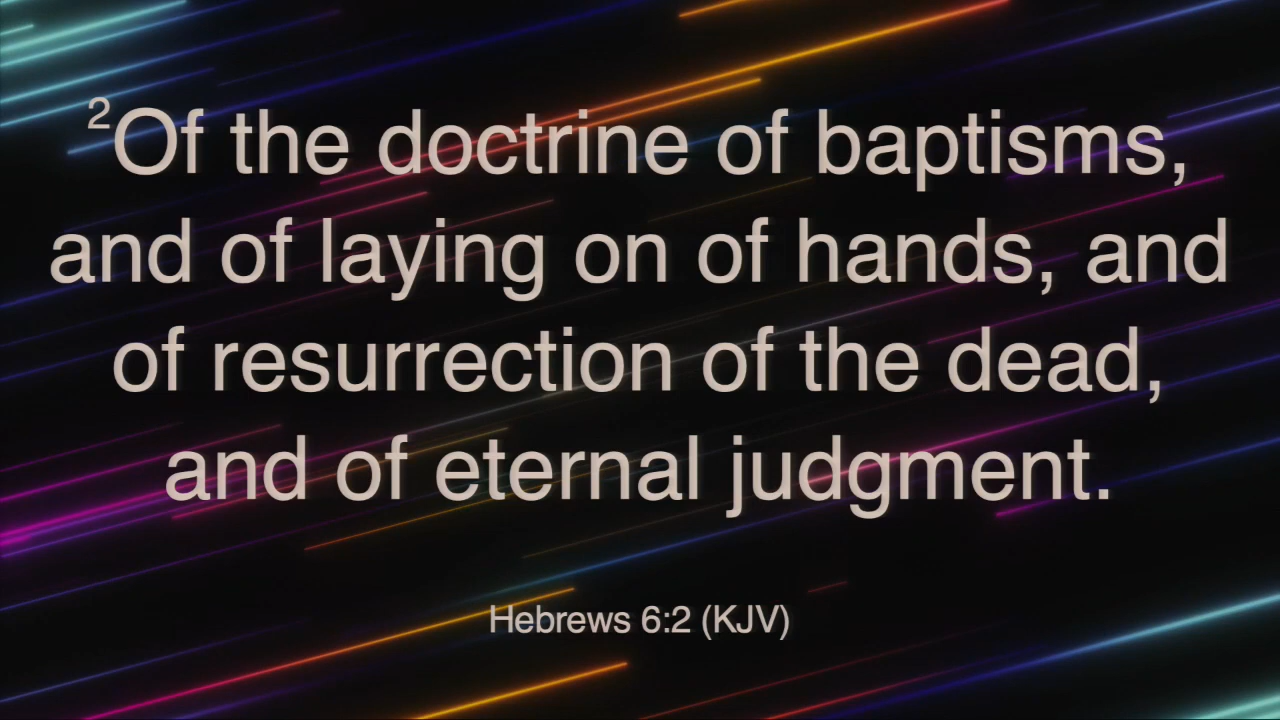 ²Of the doctrine of baptisms,
and of laying on of hands, and
of resurrection of the dead,
and of eternal judgment.
Hebrews 6:2 (KJV)